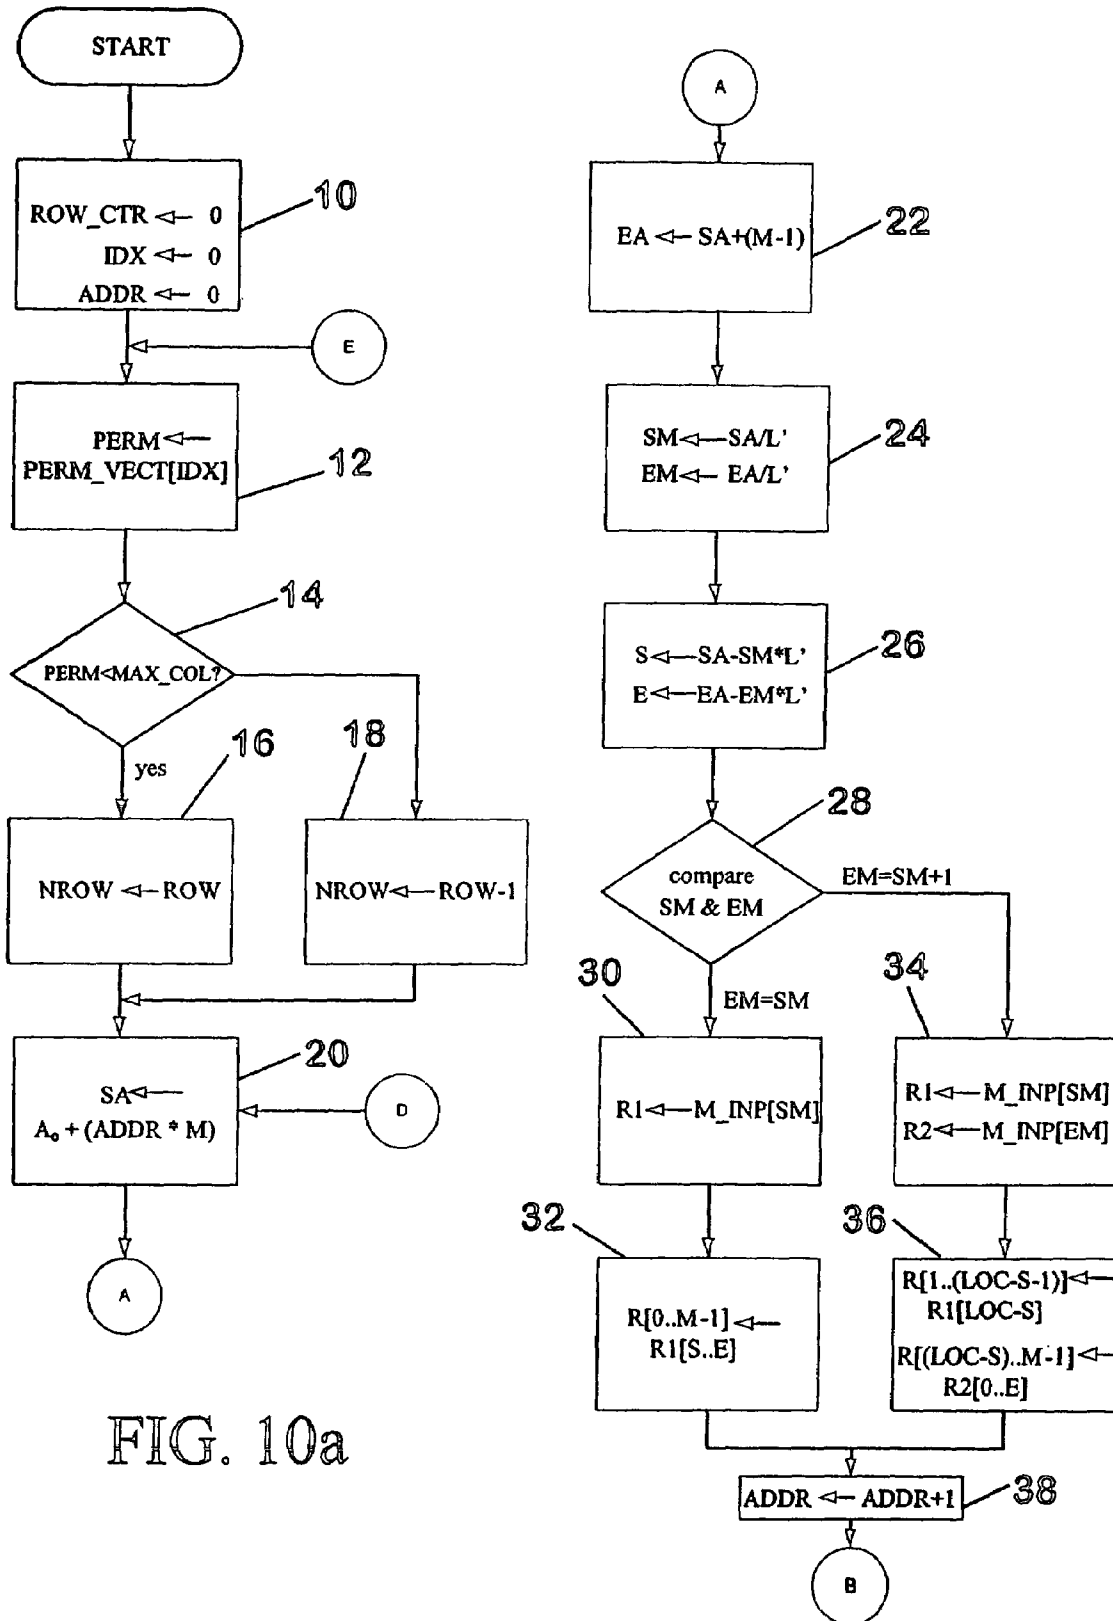 START
ROW_CTR ← 0
IDX ← 0
ADDR ← 0
10
E
PERM ←
PERM_VECT[IDX]
12
PERM<MAX_COL?
14
yes
16
18
NROW ← ROW
NROW ← ROW-1
SA ←
A₀ + (ADDR * M)
20
D
A
FIG. 10a
A
EA ← SA+(M-1)
22
SM ← SA/L'
EM ← EA/L'
24
S ← SA-SM*L'
E ← EA-EM*L'
26
compare
SM & EM
28
EM=SM+1
EM=SM
30
34
R1 ← M_INP[SM]
R1 ← M_INP[SM]
R2 ← M_INP[EM]
32
36
R[0..M-1] ←
R1[S..E]
R[1..(LOC-S-1)] ←
R1[LOC-S]
R[(LOC-S)..M-1] ←
R2[0..E]
ADDR ← ADDR+1
38
B